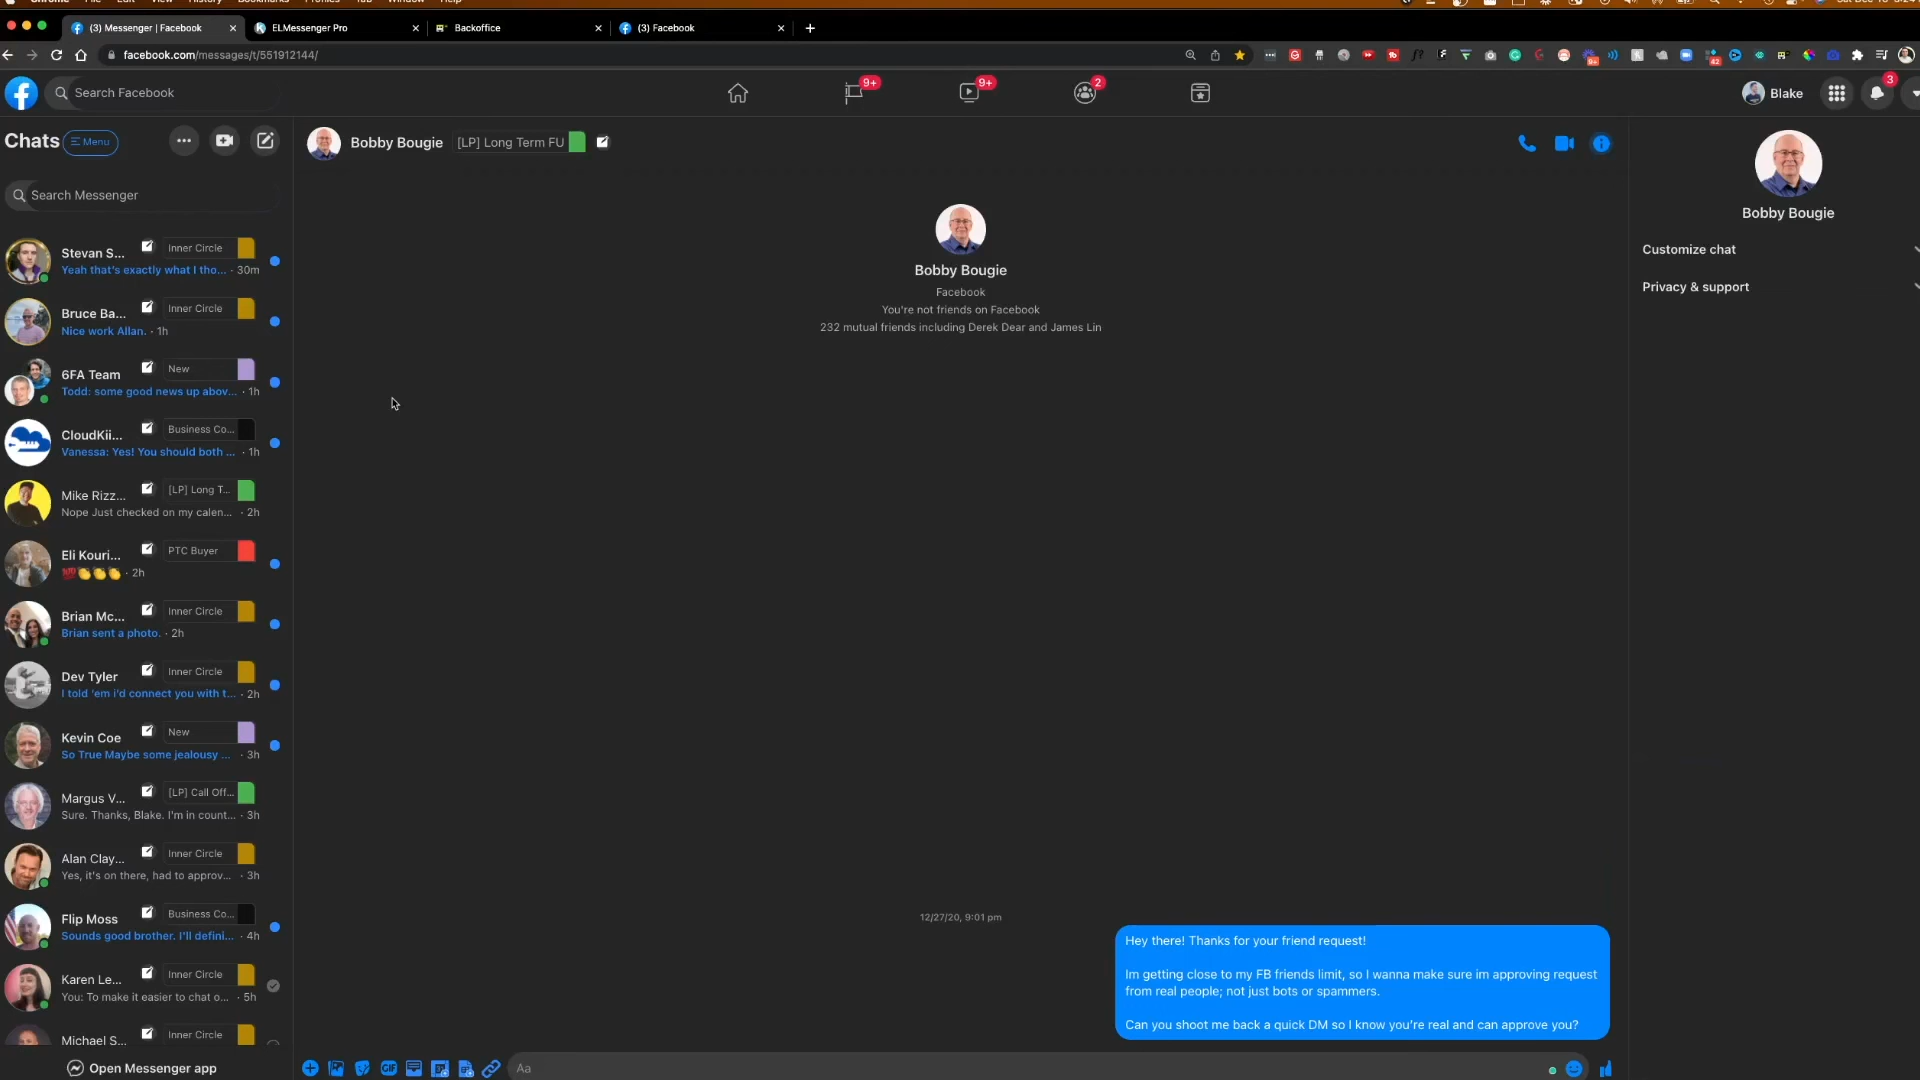 (3) Messenger | Facebook
ELMessenger Pro
Backoffice
(3) Facebook
facebook.com/messages/t/551912144/
9+
42
Search Facebook
9+
9+
2
Blake
3
Chats
Menu
Search Messenger
Stevan S...
Inner Circle
Yeah that's exactly what I tho... · 30m
Bruce Ba...
Inner Circle
Nice work Allan. · 1h
6FA Team
New
Todd: some good news up abov... · 1h
CloudKii...
Business Co...
Vanessa: Yes! You should both ... · 1h
Mike Rizz...
[LP] Long T...
Nope Just checked on my calen... · 2h
Eli Kouri...
PTC Buyer
💯👏👏👏 · 2h
Brian Mc...
Inner Circle
Brian sent a photo. · 2h
Dev Tyler
Inner Circle
I told 'em i'd connect you with t... · 2h
Kevin Coe
New
So True Maybe some jealousy ... · 3h
Margus V...
[LP] Call Off...
Sure. Thanks, Blake. I'm in count... · 3h
Alan Clay...
Inner Circle
Yes, it's on there, had to approv... · 3h
Flip Moss
Business Co...
Sounds good brother. I'll defini... · 4h
Karen Le...
Inner Circle
You: To make it easier to chat o... · 5h
Michael S...
Inner Circle
Open Messenger app
Bobby Bougie
[LP] Long Term FU
Bobby Bougie
Facebook
You're not friends on Facebook
232 mutual friends including Derek Dear and James Lin
12/27/20, 9:01 pm
Hey there! Thanks for your friend request!
Im getting close to my FB friends limit, so I wanna make sure im approving request
from real people; not just bots or spammers.
Can you shoot me back a quick DM so I know you're real and can approve you?
GIF
Aa
Bobby Bougie
Customize chat
Privacy & support